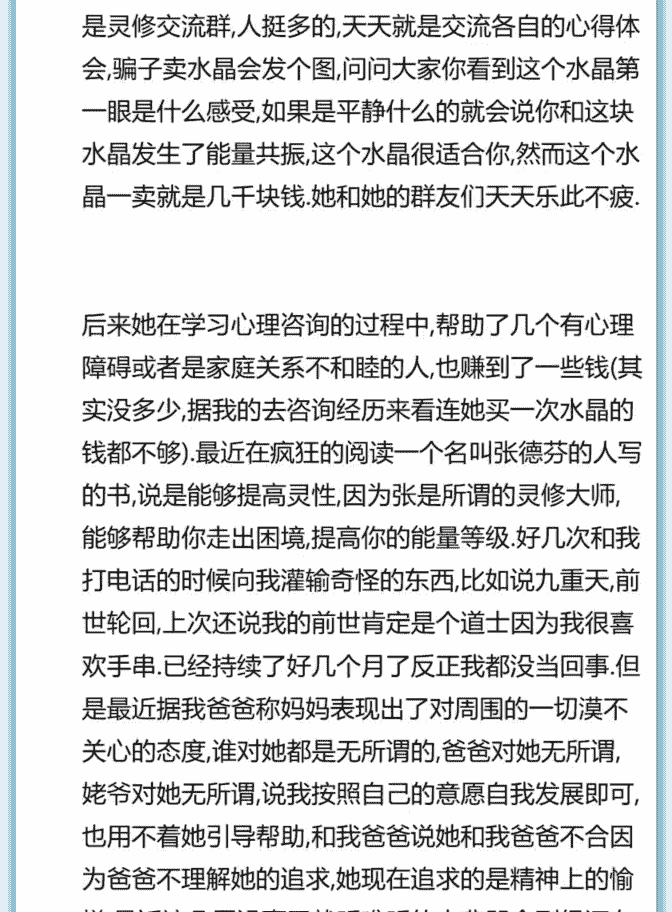 是灵修交流群,人挺多的,天天就是交流各自的心得体
会,骗子卖水晶会发个图,问问大家你看到这个水晶第
一眼是什么感受,如果是平静什么的就会说你和这块
水晶发生了能量共振,这个水晶很适合你,然而这个水
晶一卖就是几千块钱.她和她的群友们天天乐此不疲.
后来她在学习心理咨询的过程中,帮助了几个有心理
障碍或者是家庭关系不和睦的人,也赚到了一些钱(其
实没多少,据我的去咨询经历来看连她买一次水晶的
钱都不够).最近在疯狂的阅读一个名叫张德芬的人写
的书,说是能够提高灵性,因为张是所谓的灵修大师,
能够帮助你走出困境,提高你的能量等级.好几次和我
打电话的时候向我灌输奇怪的东西,比如说九重天,前
世轮回,上次还说我的前世肯定是个道士因为我很喜
欢手串.已经持续了好几个月了反正我都没当回事.但
是最近据我爸爸称妈妈表现出了对周围的一切漠不
关心的态度,谁对她都是无所谓的,爸爸对她无所谓,
姥爷对她无所谓,说我按照自己的意愿自我发展即可,
也用不着她引导帮助,和我爸爸说她和我爸爸不合因
为爸爸不理解她的追求,她现在追求的是精神上的愉